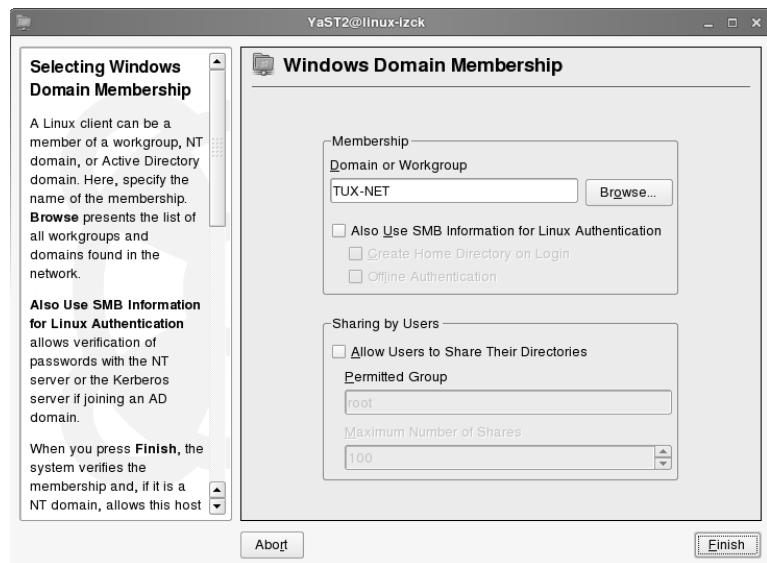 YaST2@linux-izck
Selecting Windows
Domain Membership
A Linux client can be a
member of a workgroup, NT
domain, or Active Directory
domain. Here, specify the
name of the membership.
Browse presents the list of
all workgroups and
domains found in the
network.
Also Use SMB Information
for Linux Authentication
allows verification of
passwords with the NT
server or the Kerberos
server if joining an AD
domain.
When you press Finish, the
system verifies the
membership and, if it is a
NT domain, allows this host
Windows Domain Membership
Membership
Domain or Workgroup
TUX-NET
Browse...
Also Use SMB Information for Linux Authentication
Create Home Directory on Login
Offline Authentication
Sharing by Users
Allow Users to Share Their Directories
Permitted Group
root
Maximum Number of Shares
100
Abort
Finish